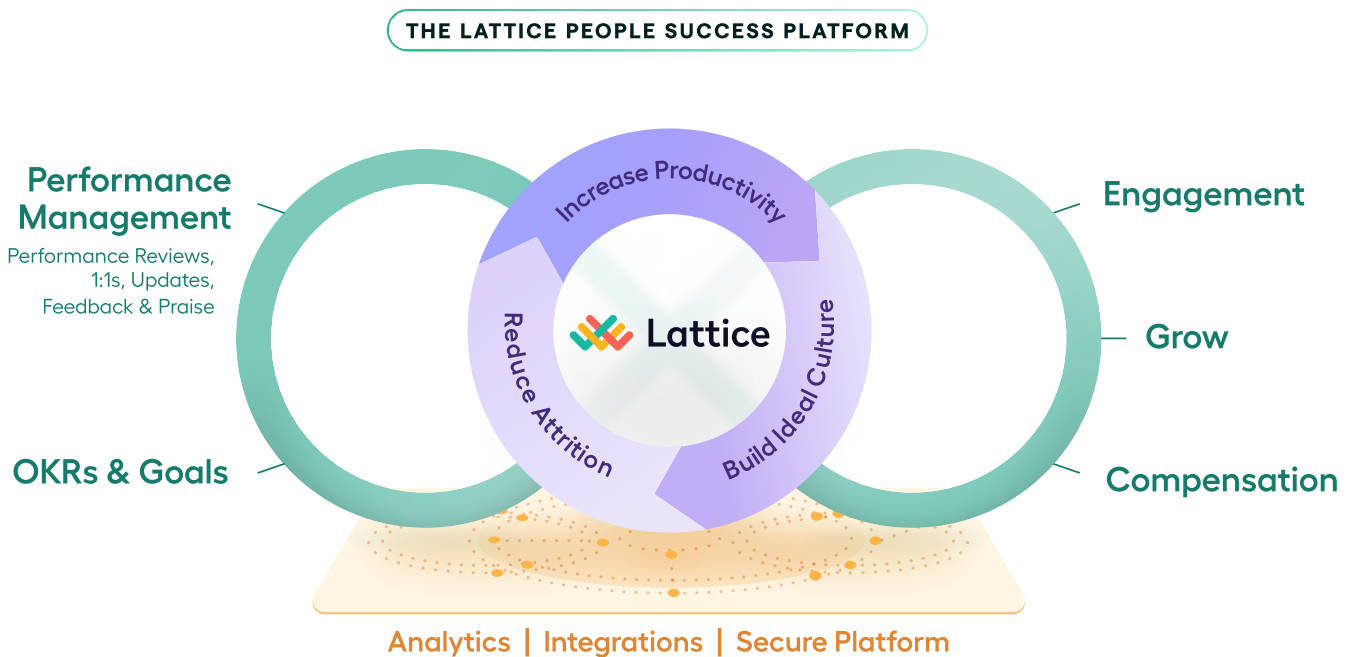 THE LATTICE PEOPLE SUCCESS PLATFORM
Performance
Management
Performance Reviews,
1:1s, Updates,
Feedback & Praise
OKRs & Goals
Increase Productivity
Build Ideal Culture
Reduce Attrition
Lattice
Engagement
Grow
Compensation
Analytics | Integrations | Secure Platform